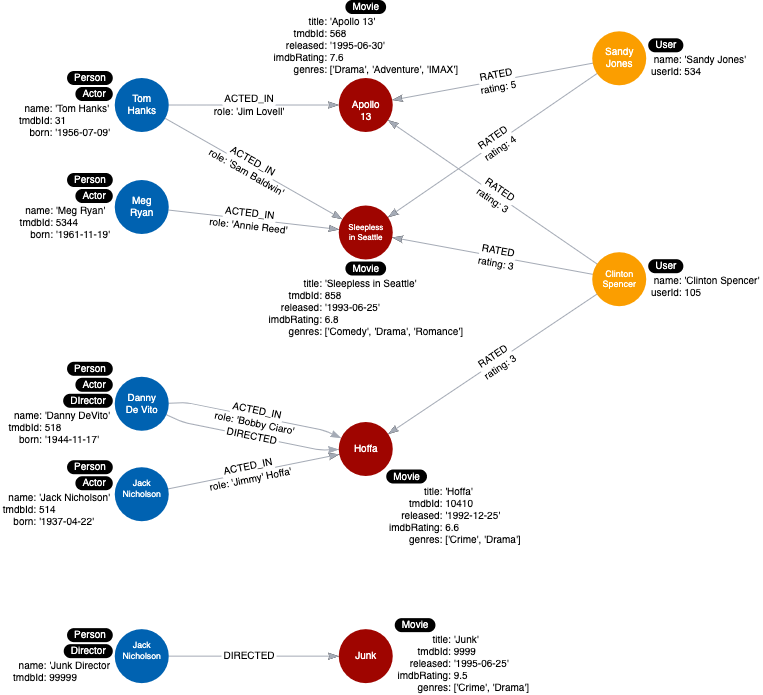 Movie
title: 'Apollo 13'
tmdbId: 568
released: '1995-06-30'
imdbRating: 7.6
genres: ['Drama', 'Adventure', 'IMAX']
Person
Actor
name: 'Tom Hanks'
tmdbId: 31
born: '1956-07-09'
Tom
Hanks
ACTED_IN
role: 'Jim Lovell'
Apollo
13
RATED
rating: 5
Sandy
Jones
User
name: 'Sandy Jones'
userId: 534
ACTED_IN
role: 'Sam Baldwin'
RATED
rating: 4
Person
Actor
name: 'Meg Ryan'
tmdbId: 5344
born: '1961-11-19'
Meg
Ryan
ACTED_IN
role: 'Annie Reed'
Sleepless
in Seattle
RATED
rating: 3
RATED
rating: 3
Clinton
Spencer
User
name: 'Clinton Spencer'
userId: 105
Movie
title: 'Sleepless in Seattle'
tmdbId: 858
released: '1993-06-25'
imdbRating: 6.8
genres: ['Comedy', 'Drama', 'Romance']
RATED
rating: 3
Person
Actor
Director
name: 'Danny DeVito'
tmdbId: 518
born: '1944-11-17'
Danny
De Vito
ACTED_IN
role: 'Bobby Ciaro'
DIRECTED
Hoffa
Person
Actor
name: 'Jack Nicholson'
tmdbId: 514
born: '1937-04-22'
Jack
Nicholson
ACTED_IN
role: 'Jimmy' Hoffa'
Movie
title: 'Hoffa'
tmdbId: 10410
released: '1992-12-25'
imdbRating: 6.6
genres: ['Crime', 'Drama']
Person
Director
name: 'Junk Director
tmdbId: 99999
Jack
Nicholson
DIRECTED
Junk
Movie
title: 'Junk'
tmdbId: 9999
released: '1995-06-25'
imdbRating: 9.5
genres: ['Crime', 'Drama']